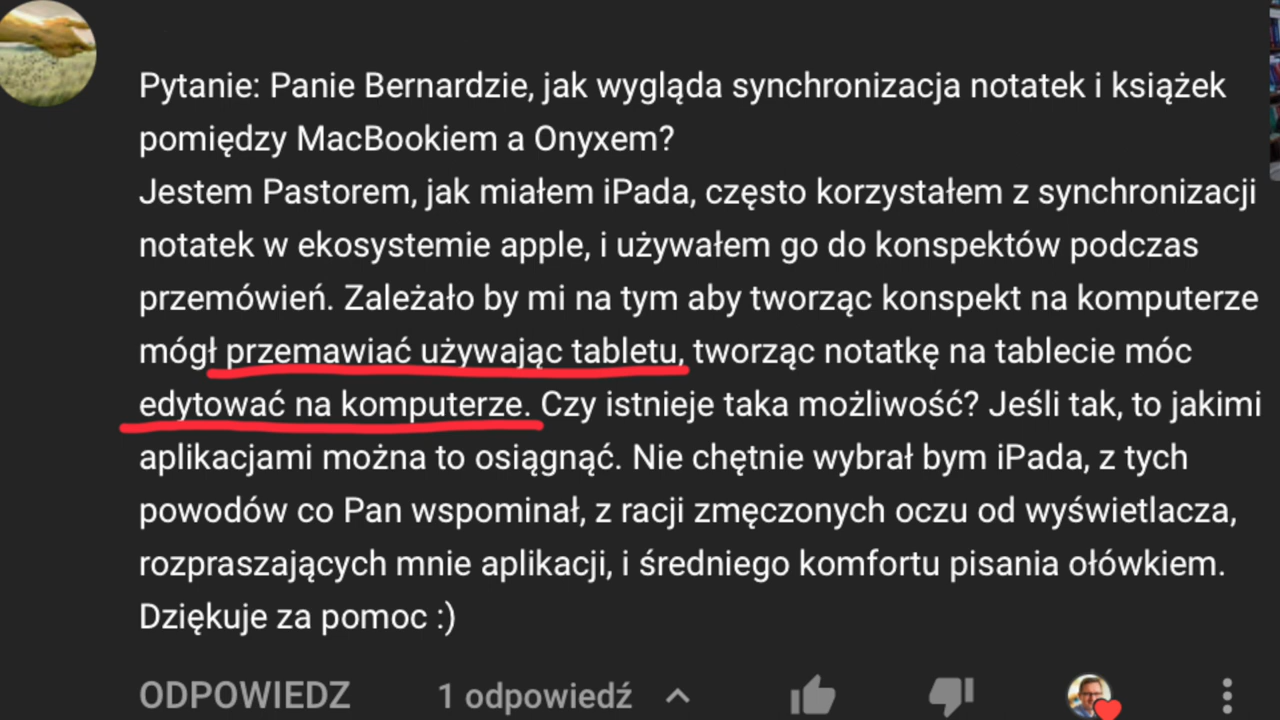 Pytanie: Panie Bernardzie, jak wygląda synchronizacja notatek i książek
pomiędzy MacBookiem a Onyxem?
Jestem Pastorem, jak miałem iPada, często korzystałem z synchronizacji
notatek w ekosystemie apple, i używałem go do konspektów podczas
przemówień. Zależało by mi na tym aby tworząc konspekt na komputerze
mógł przemawiać używając tabletu, tworząc notatkę na tablecie móc
edytować na komputerze. Czy istnieje taka możliwość? Jeśli tak, to jakimi
aplikacjami można to osiągnąć. Nie chętnie wybrał bym iPada, z tych
powodów co Pan wspominał, z racji zmęczonych oczu od wyświetlacza,
rozpraszających mnie aplikacji, i średniego komfortu pisania ołówkiem.
Dziękuje za pomoc :)
ODPOWIEDZ 1 odpowiedź